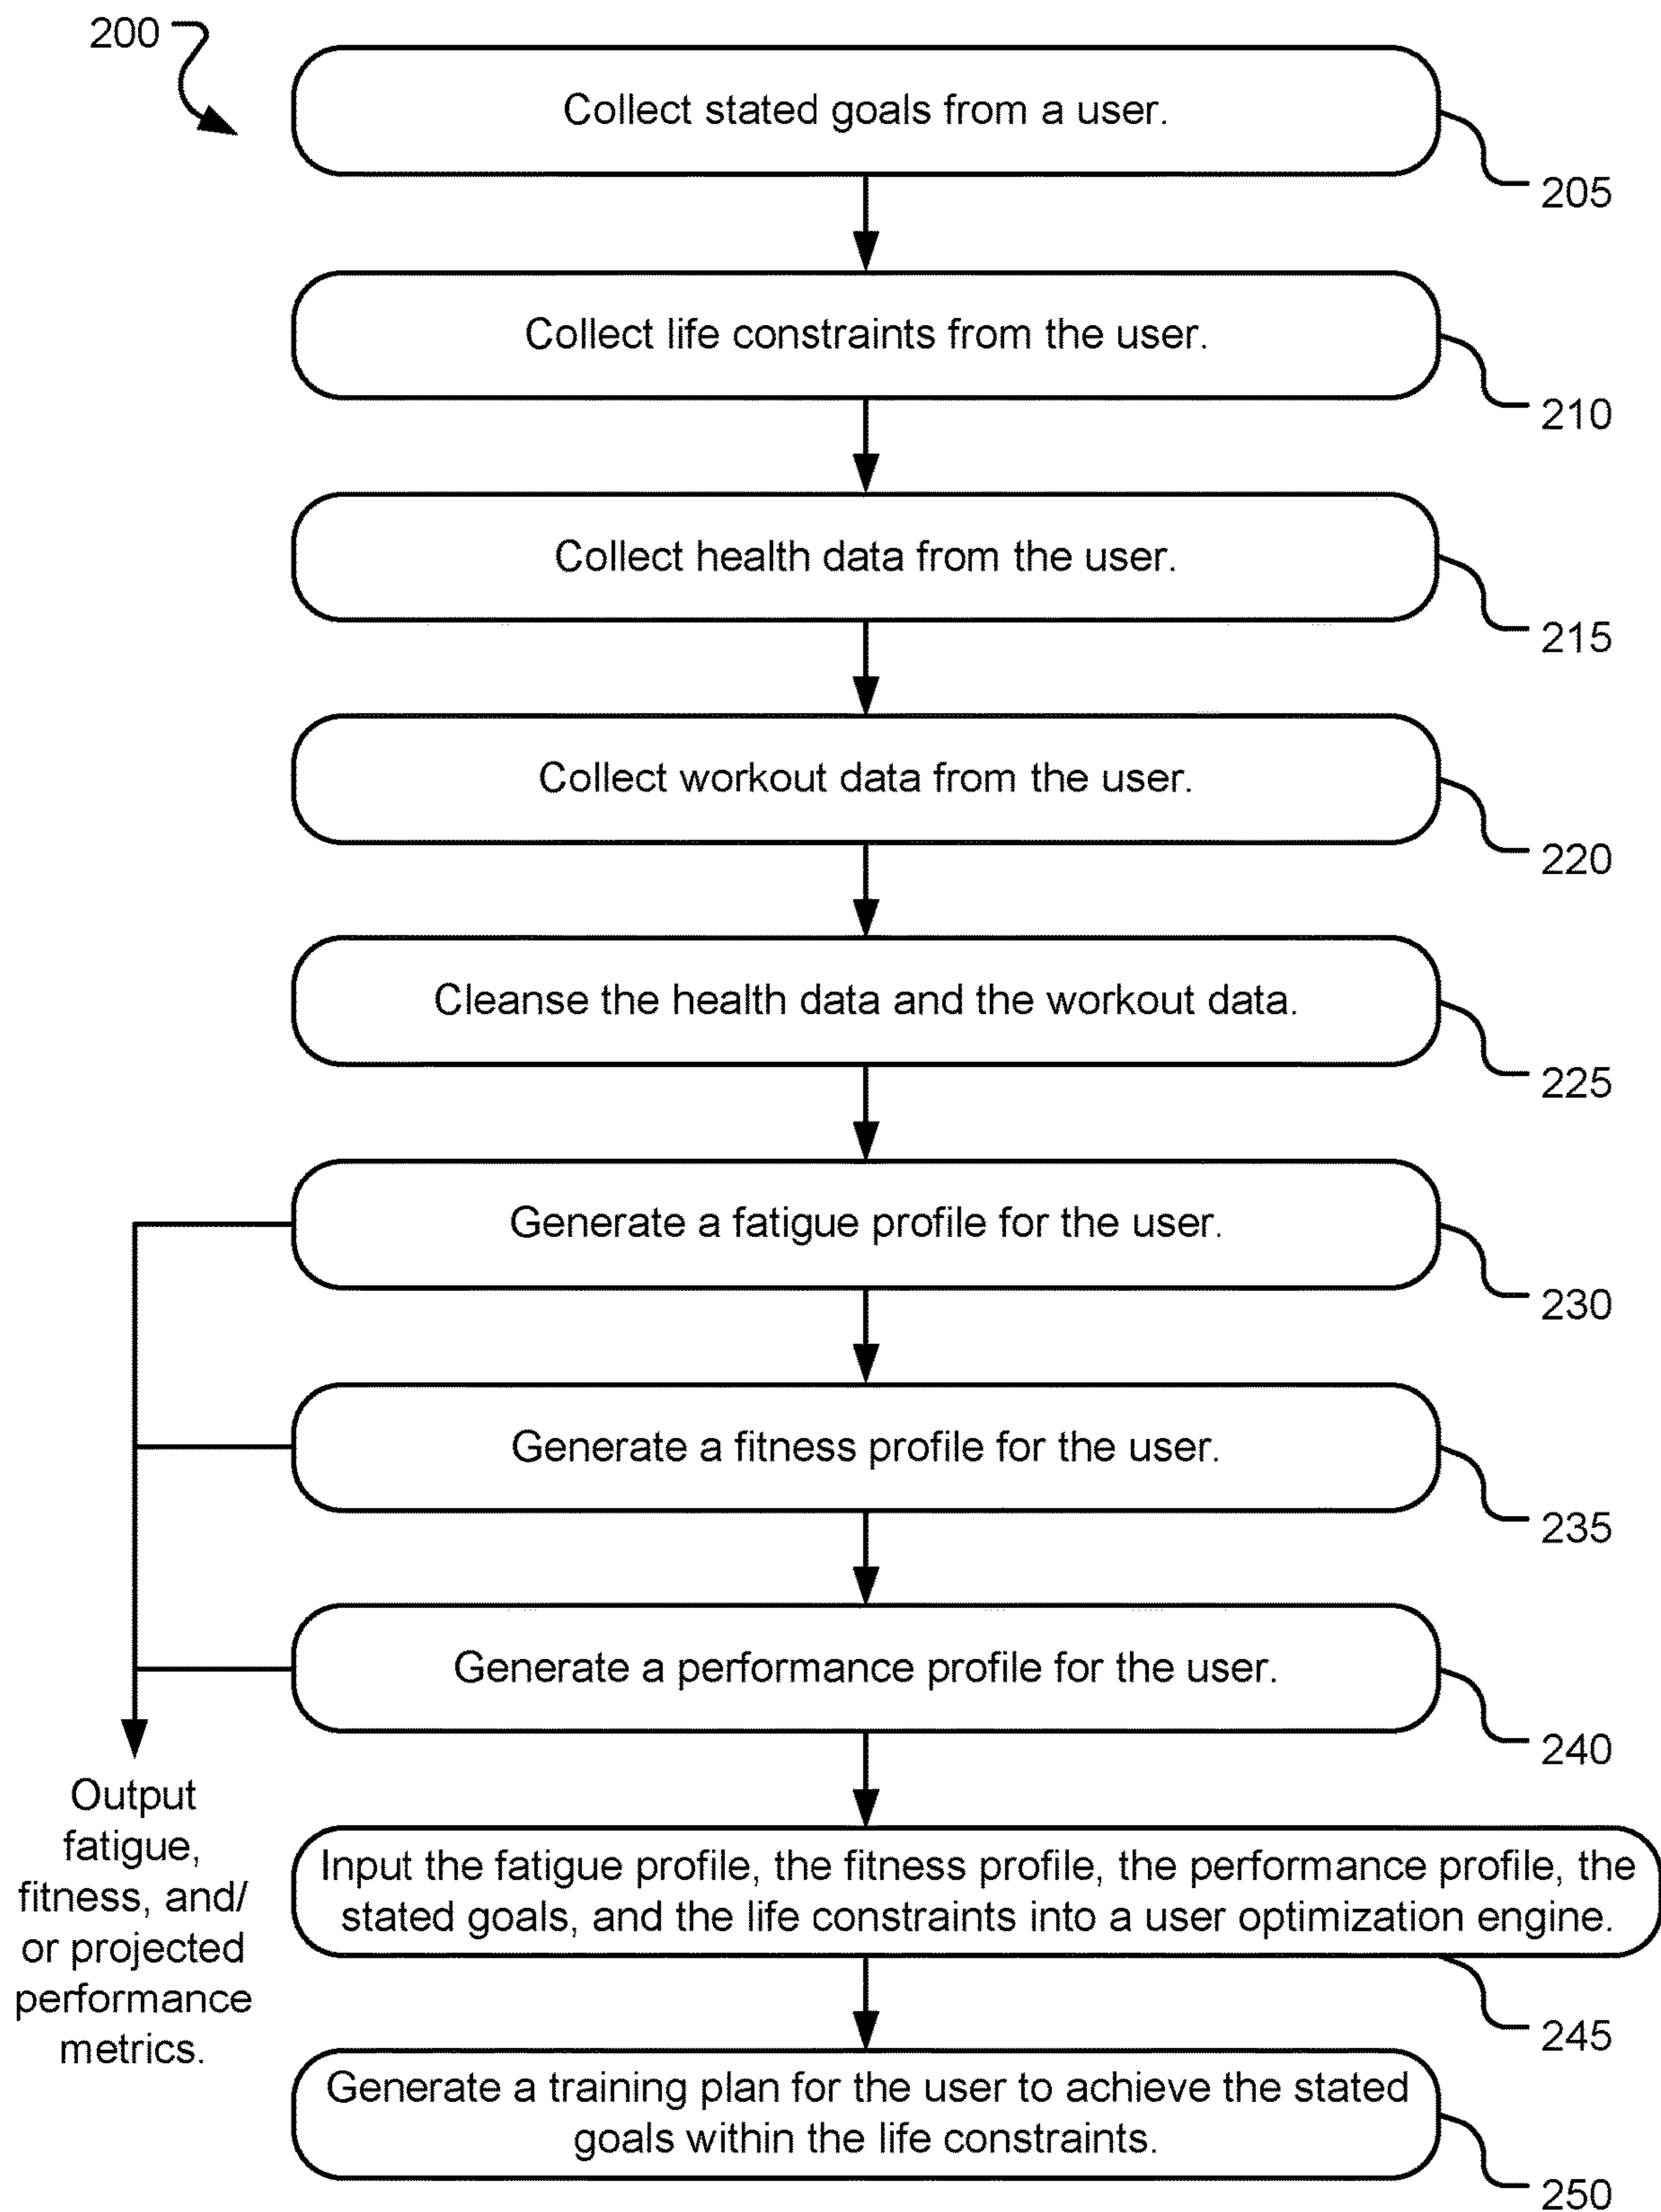 200
Collect stated goals from a user.
205
Collect life constraints from the user.
210
Collect health data from the user.
215
Collect workout data from the user.
220
Cleanse the health data and the workout data.
225
Generate a fatigue profile for the user.
230
Generate a fitness profile for the user.
235
Generate a performance profile for the user.
240
Output
fatigue,
fitness, and/
or projected
performance
metrics.
Input the fatigue profile, the fitness profile, the performance profile, the
stated goals, and the life constraints into a user optimization engine.
245
Generate a training plan for the user to achieve the stated
goals within the life constraints.
250